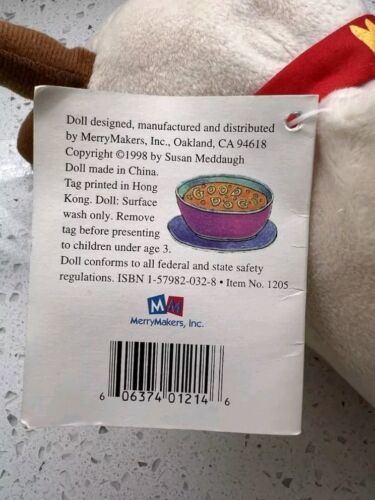 Doll designed, manufactured and distributed
by MerryMakers, Inc., Oakland, CA 94618
Copyright ©1998 by Susan Meddaugh
Doll made in China.
Tag printed in Hong
Kong. Doll: Surface
wash only. Remove
tag before presenting
to children under age 3.
GOOD
DOG
Doll conforms to all federal and state safety
regulations. ISBN 1-57982-032-8 • Item No. 1205
MM
MerryMakers, Inc.
6 06374 01214 6